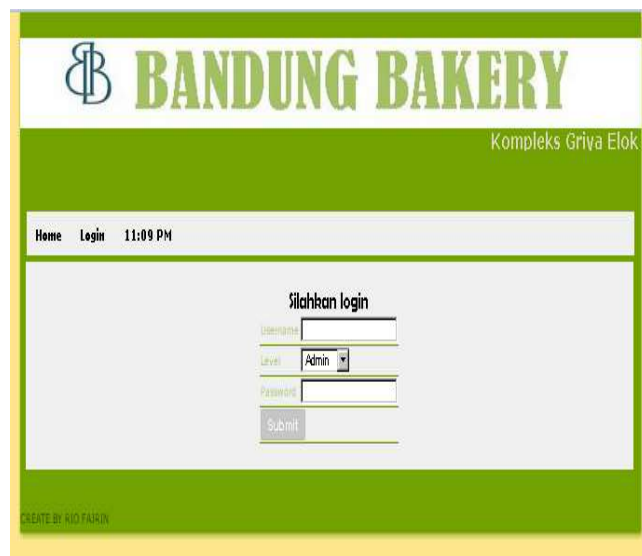 BANDUNG BAKERY
Kompleks Griya Elok
Home Login 11:09 PM
Silahkan login
Username
Level Admin
Password
Submit
CREATE BY RIO FAJRIN